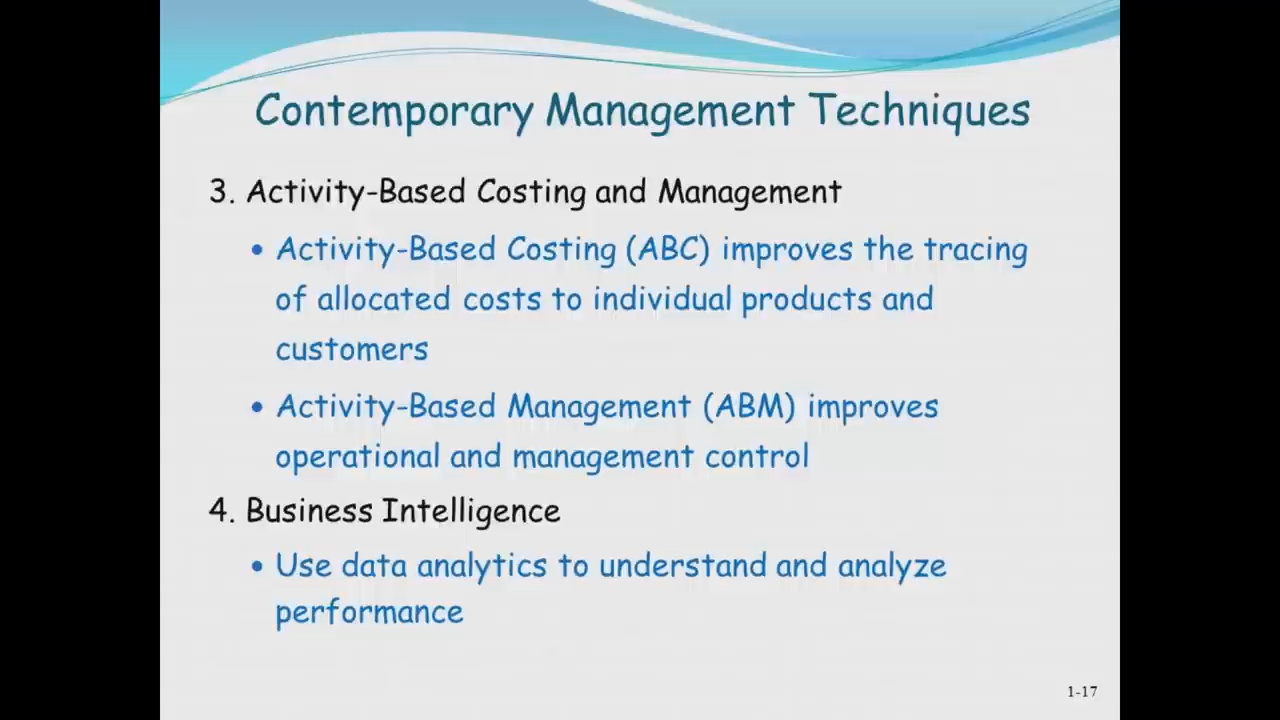 Contemporary Management Techniques
3. Activity-Based Costing and Management
• Activity-Based Costing (ABC) improves the tracing
of allocated costs to individual products and
customers
• Activity-Based Management (ABM) improves
operational and management control
4. Business Intelligence
• Use data analytics to understand and analyze
performance
1-17